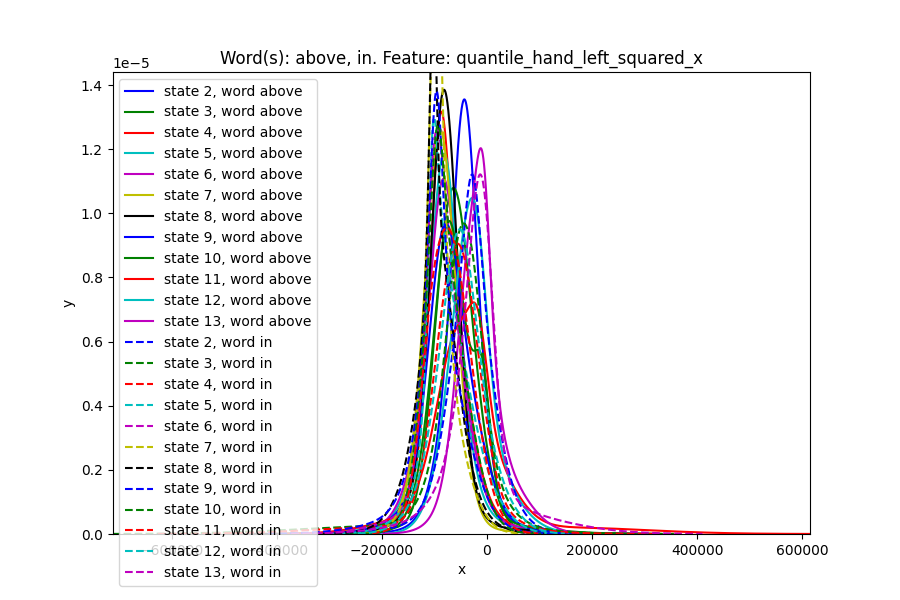 Word(s): above, in. Feature: quantile_hand_left_squared_x
1e−5
1.4
1.2
1.0
0.8
0.6
0.4
0.2
0.0
y
state 2, word above
state 3, word above
state 4, word above
state 5, word above
state 6, word above
state 7, word above
state 8, word above
state 9, word above
state 10, word above
state 11, word above
state 12, word above
state 13, word above
state 2, word in
state 3, word in
state 4, word in
state 5, word in
state 6, word in
state 7, word in
state 8, word in
state 9, word in
state 10, word in
state 11, word in
state 12, word in
state 13, word in
−200000 0 200000 400000 600000
x